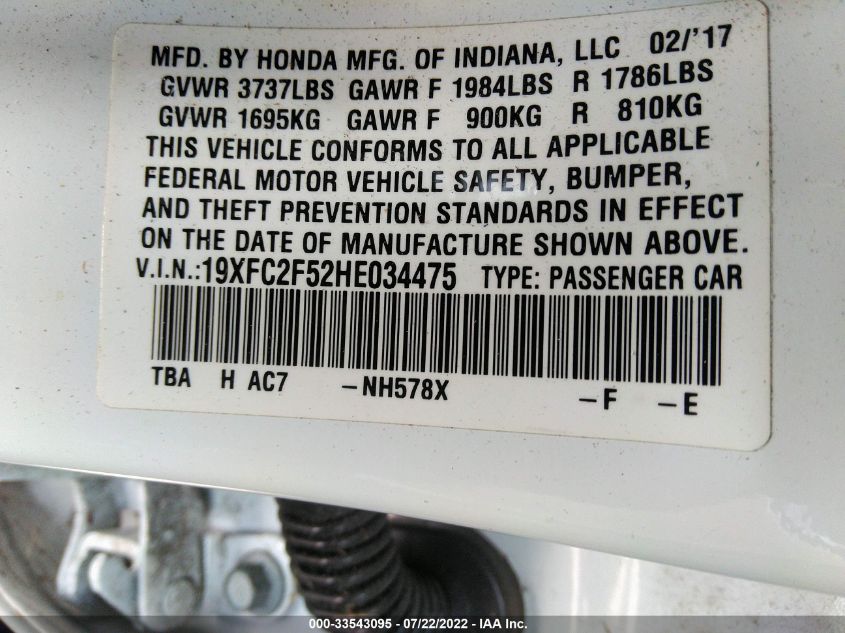 MFD. BY HONDA MFG. OF INDIANA, LLC 02/'17
GVWR 3737LBS GAWR F 1984LBS R 1786LBS
GVWR 1695KG GAWR F 900KG R 810KG
THIS VEHICLE CONFORMS TO ALL APPLICABLE
FEDERAL MOTOR VEHICLE SAFETY, BUMPER,
AND THEFT PREVENTION STANDARDS IN EFFECT
ON THE DATE OF MANUFACTURE SHOWN ABOVE.
V.I.N.:19XFC2F52HE034475 TYPE: PASSENGER CAR
TBA H AC7 -NH578X -F -E
000-33543095 - 07/22/2022 - IAA Inc.